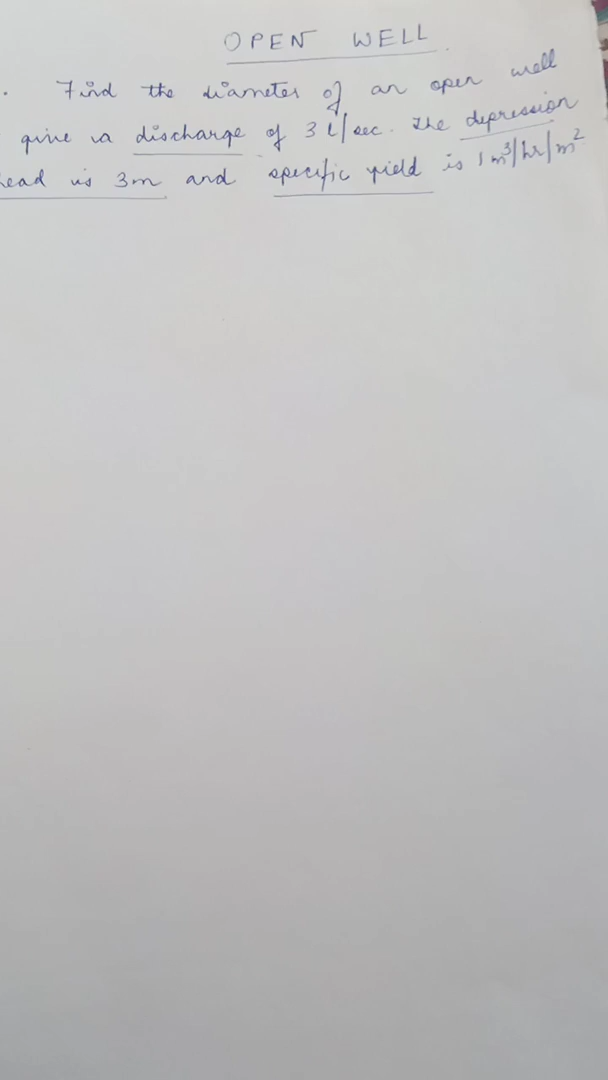 OPEN WELL
Find the diameter of an open well
give a discharge of 3 l/sec. The depression
head is 3m and specific yield is 1 m³/hr/m²